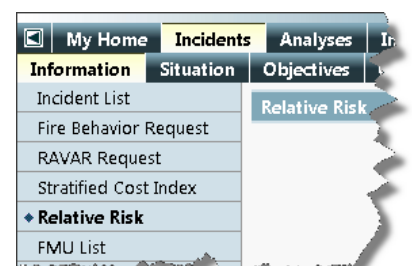 My Home Incidents Analyses
Information Situation Objectives
Incident List
Relative Risk
Fire Behavior Request
RAVAR Request
Stratified Cost Index
Relative Risk
FMU List